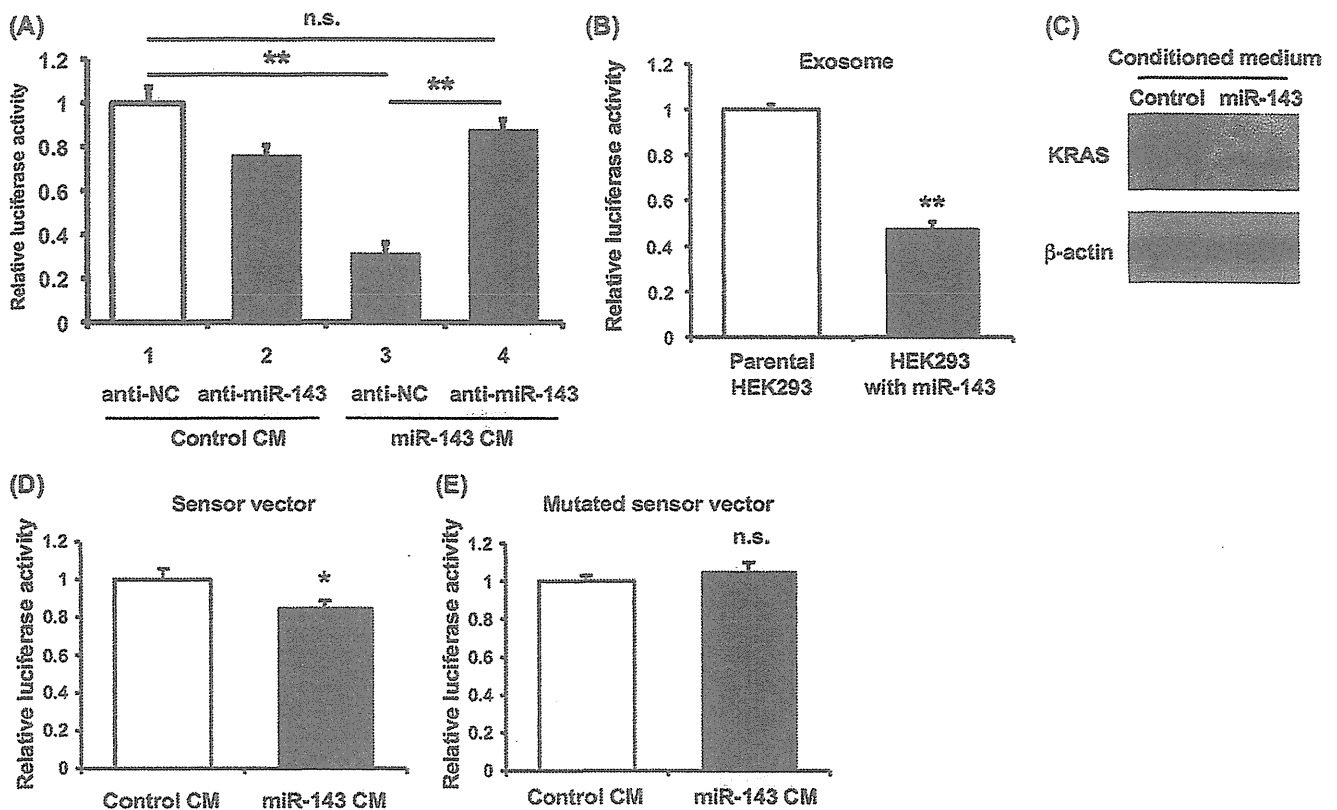 (A)
n.s.
**
**
Relative luciferase activity
1.2
1
0.8
0.6
0.4
0.2
0
1 2 3 4
anti-NC anti-miR-143 anti-NC anti-miR-143
Control CM miR-143 CM
(B)
Exosome
Relative luciferase activity
1.2
1
0.8
0.6
0.4
0.2
0
**
Parental HEK293
HEK293 with miR-143
(C)
Conditioned medium
Control miR-143
KRAS
β-actin
(D)
Sensor vector
Relative luciferase activity
1.2
1
0.8
0.6
0.4
0.2
0
*
Control CM miR-143 CM
(E)
Mutated sensor vector
n.s.
Relative luciferase activity
1.2
1
0.8
0.6
0.4
0.2
0
Control CM miR-143 CM